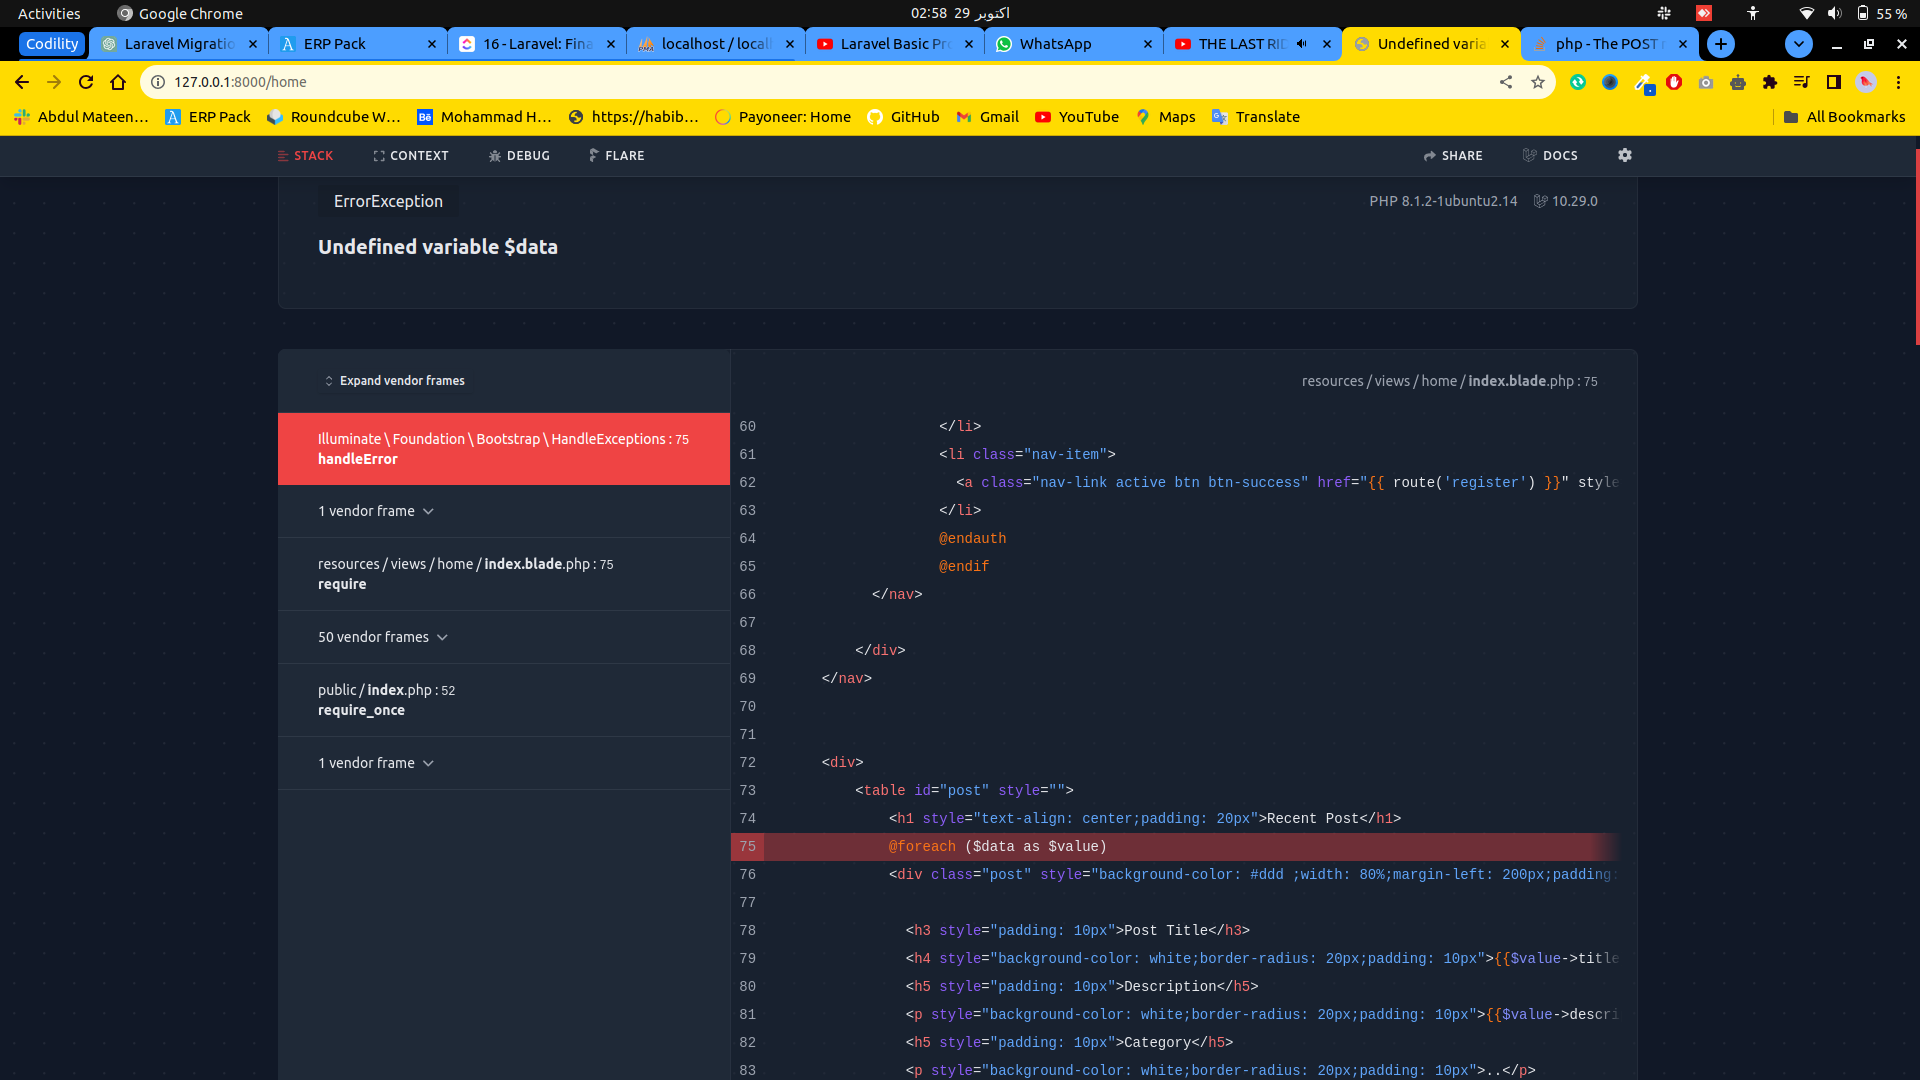 Activities Google Chrome 02:58 29 اکتوبر 55 %
Codility Laravel Migratio ERP Pack 16 - Laravel: Fina localhost / locall Laravel Basic Pro WhatsApp THE LAST RID Undefined varia php - The POST
127.0.0.1:8000/home
Abdul Mateen... ERP Pack Roundcube W... Mohammad H... https://habib... Payoneer: Home GitHub Gmail YouTube Maps Translate All Bookmarks
STACK CONTEXT DEBUG FLARE SHARE DOCS
ErrorException PHP 8.1.2-1ubuntu2.14 10.29.0
Undefined variable $data
Expand vendor frames
Illuminate \ Foundation \ Bootstrap \ HandleExceptions : 75
handleError
1 vendor frame
resources / views / home / index.blade.php : 75
require
50 vendor frames
public / index.php : 52
require_once
1 vendor frame
resources / views / home / index.blade.php : 75
60 </li>
61 <li class="nav-item">
62 <a class="nav-link active btn btn-success" href="{{ route('register') }}" style
63 </li>
64 @endauth
65 @endif
66 </nav>
67
68 </div>
69 </nav>
70
71
72 <div>
73 <table id="post" style="">
74 <h1 style="text-align: center;padding: 20px">Recent Post</h1>
75 @foreach ($data as $value)
76 <div class="post" style="background-color: #ddd ;width: 80%;margin-left: 200px;padding:
77
78 <h3 style="padding: 10px">Post Title</h3>
79 <h4 style="background-color: white;border-radius: 20px;padding: 10px">{{$value->title
80 <h5 style="padding: 10px">Description</h5>
81 <p style="background-color: white;border-radius: 20px;padding: 10px">{{$value->descri
82 <h5 style="padding: 10px">Category</h5>
83 <p style="background-color: white;border-radius: 20px;padding: 10px">..</p>